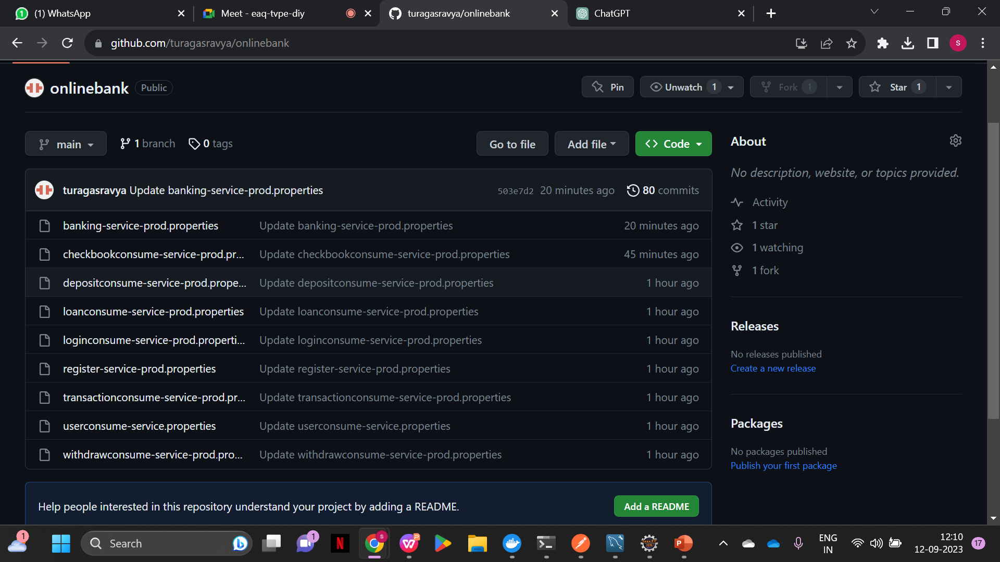 (1) WhatsApp
Meet - eaq-tvpe-diy
turagasravya/onlinebank
ChatGPT
github.com/turagasravya/onlinebank
S
onlinebank Public
Pin
Unwatch 1
Fork 1
Star 1
main
1 branch
0 tags
Go to file
Add file
Code
turagasravya Update banking-service-prod.properties 503e7d2 20 minutes ago 80 commits
banking-service-prod.properties Update banking-service-prod.properties 20 minutes ago
checkbookconsume-service-prod.pr... Update checkbookconsume-service-prod.properties 45 minutes ago
depositconsume-service-prod.prope... Update depositconsume-service-prod.properties 1 hour ago
loanconsume-service-prod.properties Update loanconsume-service-prod.properties 1 hour ago
loginconsume-service-prod.properti... Update loginconsume-service-prod.properties 1 hour ago
register-service-prod.properties Update register-service-prod.properties 1 hour ago
transactionconsume-service-prod.pr... Update transactionconsume-service-prod.properties 1 hour ago
userconsume-service.properties Update userconsume-service.properties 1 hour ago
withdrawconsume-service-prod.pro... Update withdrawconsume-service-prod.properties 1 hour ago
Help people interested in this repository understand your project by adding a README.
Add a README
About
No description, website, or topics provided.
Activity
1 star
1 watching
1 fork
Releases
No releases published
Create a new release
Packages
No packages published
Publish your first package
1
Search
1
N
S
P
Java EE
IDE
P
ENG
IN
12:10
12-09-2023
17